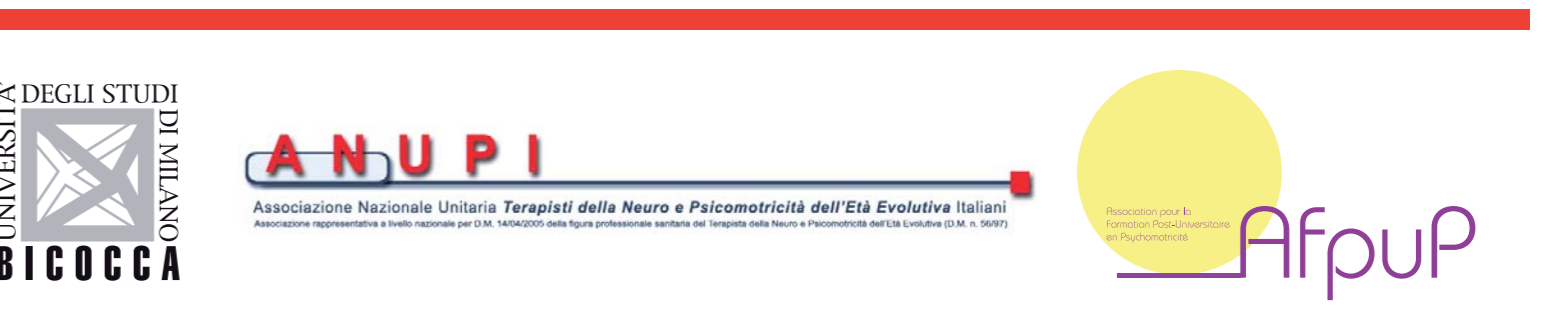 UNIVERSITÀ DEGLI STUDI DI MILANO
BICOCCA
ANUPI
Associazione Nazionale Unitaria Terapisti della Neuro e Psicomotricità dell'Età Evolutiva Italiani
Associazione rappresentativa a livello nazionale per D.M. 14/04/2005 della figura professionale sanitaria del Terapista della Neuro e Psicomotricità dell'Età Evolutiva (D.M. n. 56/97)
Association pour la
Formation Post-Universitaire
en Psychomotricité
AfpuP